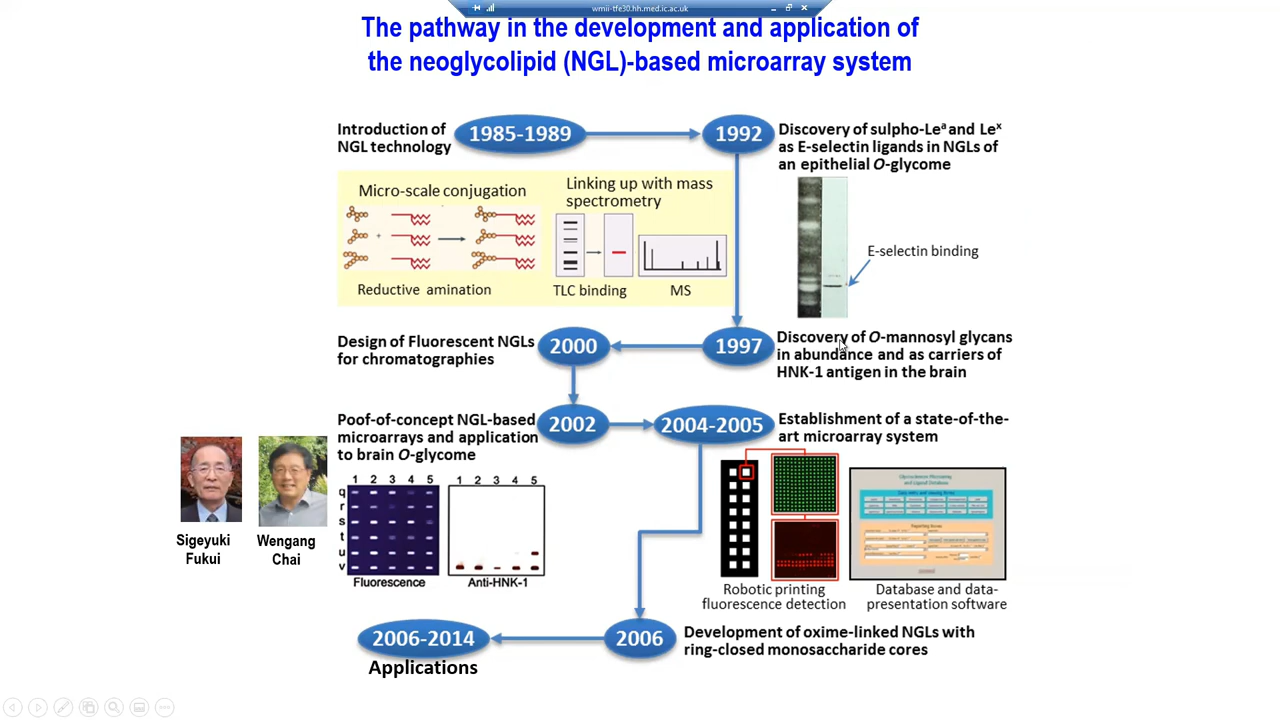 wmii-tfe30.hh.med.ic.ac.uk
The pathway in the development and application of
the neoglycolipid (NGL)-based microarray system
Introduction of
NGL technology
1985-1989
1992
Discovery of sulpho-Leᵃ and Leˣ
as E-selectin ligands in NGLs of
an epithelial O-glycome
Micro-scale conjugation
+
Reductive amination
Linking up with mass
spectrometry
TLC binding
MS
E-selectin binding
Design of Fluorescent NGLs
for chromatographies
2000
1997
Discovery of O-mannosyl glycans
in abundance and as carriers of
HNK-1 antigen in the brain
Poof-of-concept NGL-based
microarrays and application
to brain O-glycome
2002
2004-2005
Establishment of a state-of-the-
art microarray system
Sigeyuki
Fukui
Wengang
Chai
1 2 3 4 5
q
r
s
t
u
v
Fluorescence
1 2 3 4 5
Anti-HNK-1
Robotic printing
fluorescence detection
Database and data-
presentation software
2006-2014
Applications
2006
Development of oxime-linked NGLs with
ring-closed monosaccharide cores